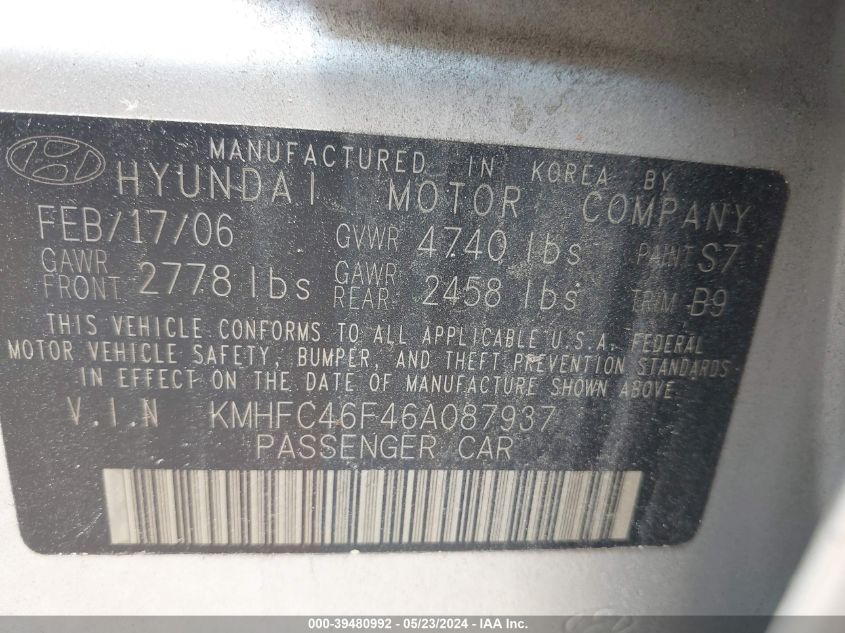 MANUFACTURED IN KOREA BY
HYUNDAI MOTOR COMPANY
FEB/17/06 GVWR 4740 lbs PAINT S7
GAWR FRONT 2778 lbs GAWR REAR 2458 lbs TRIM B9
THIS VEHICLE CONFORMS TO ALL APPLICABLE U.S.A. FEDERAL
MOTOR VEHICLE SAFETY, BUMPER, AND THEFT PREVENTION STANDARDS
IN EFFECT ON THE DATE OF MANUFACTURE SHOWN ABOVE
V.I.N KMHFC46F46A087937
PASSENGER CAR
000-39480992 - 05/23/2024 - IAA Inc.